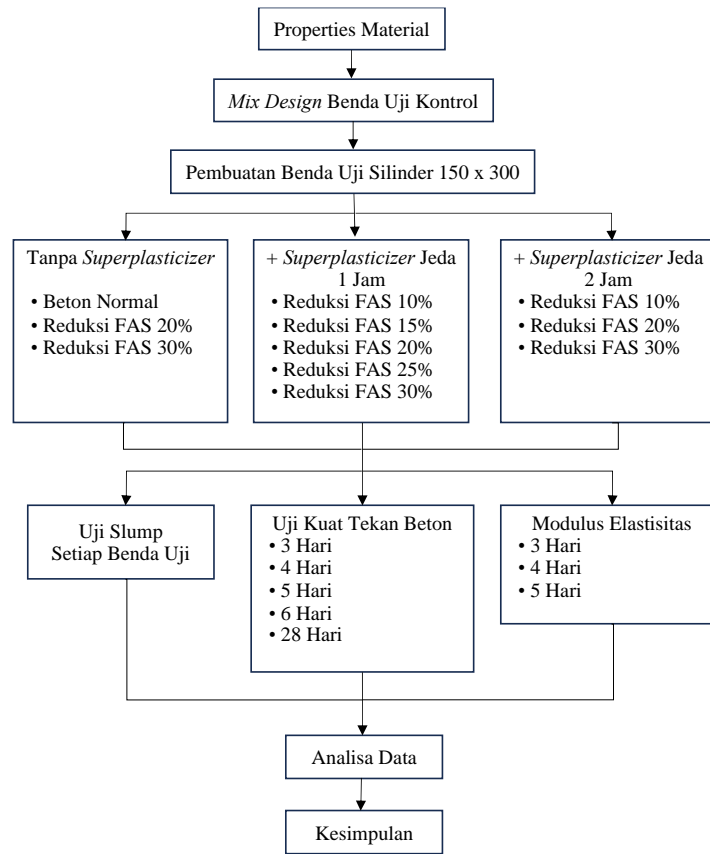 Properties Material
Mix Design Benda Uji Kontrol
Pembuatan Benda Uji Silinder 150 x 300
Tanpa Superplasticizer
• Beton Normal
• Reduksi FAS 20%
• Reduksi FAS 30%
+ Superplasticizer Jeda
1 Jam
• Reduksi FAS 10%
• Reduksi FAS 15%
• Reduksi FAS 20%
• Reduksi FAS 25%
• Reduksi FAS 30%
+ Superplasticizer Jeda
2 Jam
• Reduksi FAS 10%
• Reduksi FAS 20%
• Reduksi FAS 30%
Uji Slump
Setiap Benda Uji
Uji Kuat Tekan Beton
• 3 Hari
• 4 Hari
• 5 Hari
• 6 Hari
• 28 Hari
Modulus Elastisitas
• 3 Hari
• 4 Hari
• 5 Hari
Analisa Data
Kesimpulan